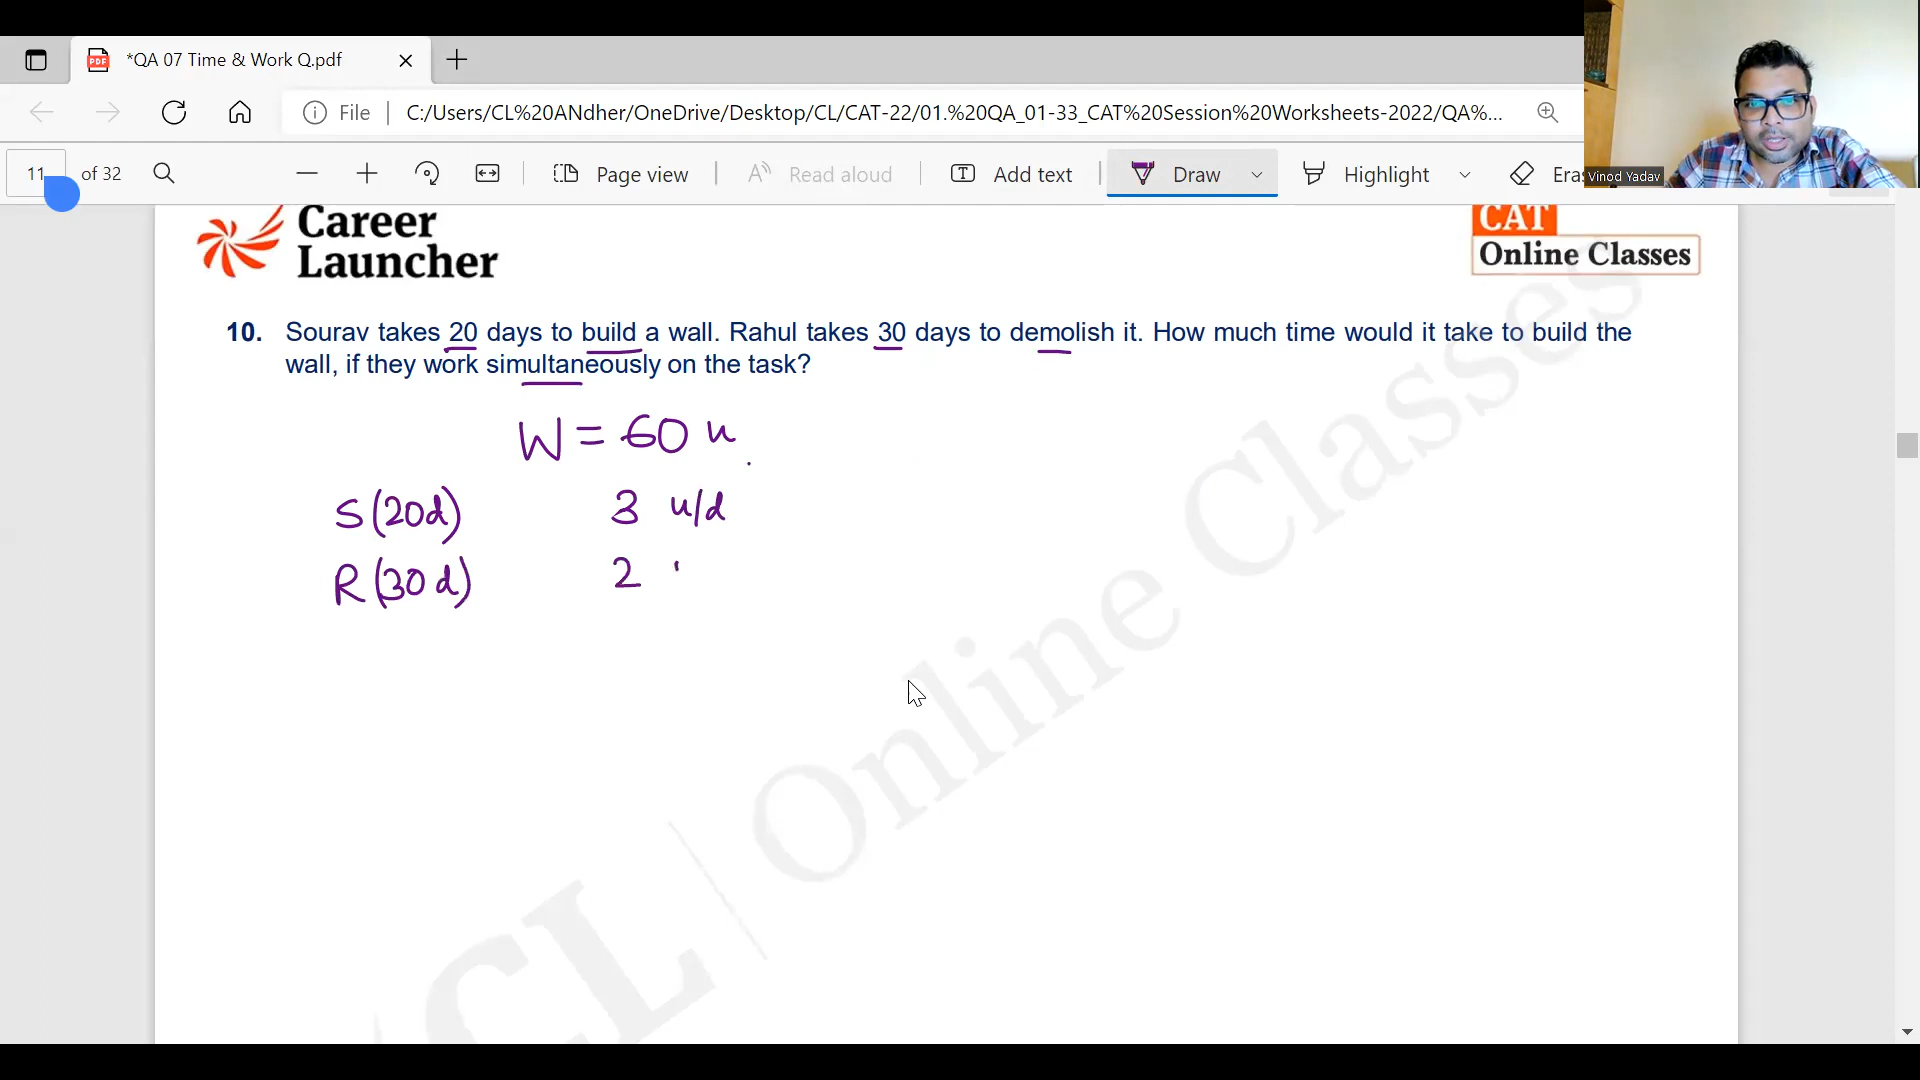 *QA 07 Time & Work Q.pdf
File C:/Users/CL%20ANdher/OneDrive/Desktop/CL/CAT-22/01.%20QA_01-33_CAT%20Session%20Worksheets-2022/QA%...
11 of 32 Page view Read aloud Add text Draw Highlight Eras
Vinod Yadav
Career
Launcher
CAT
Online Classes
10. Sourav takes 20 days to build a wall. Rahul takes 30 days to demolish it. How much time would it take to build the
wall, if they work simultaneously on the task?
W = 60 u
S (20d) 3 u/d
R (30d) 2
CL Online Classes